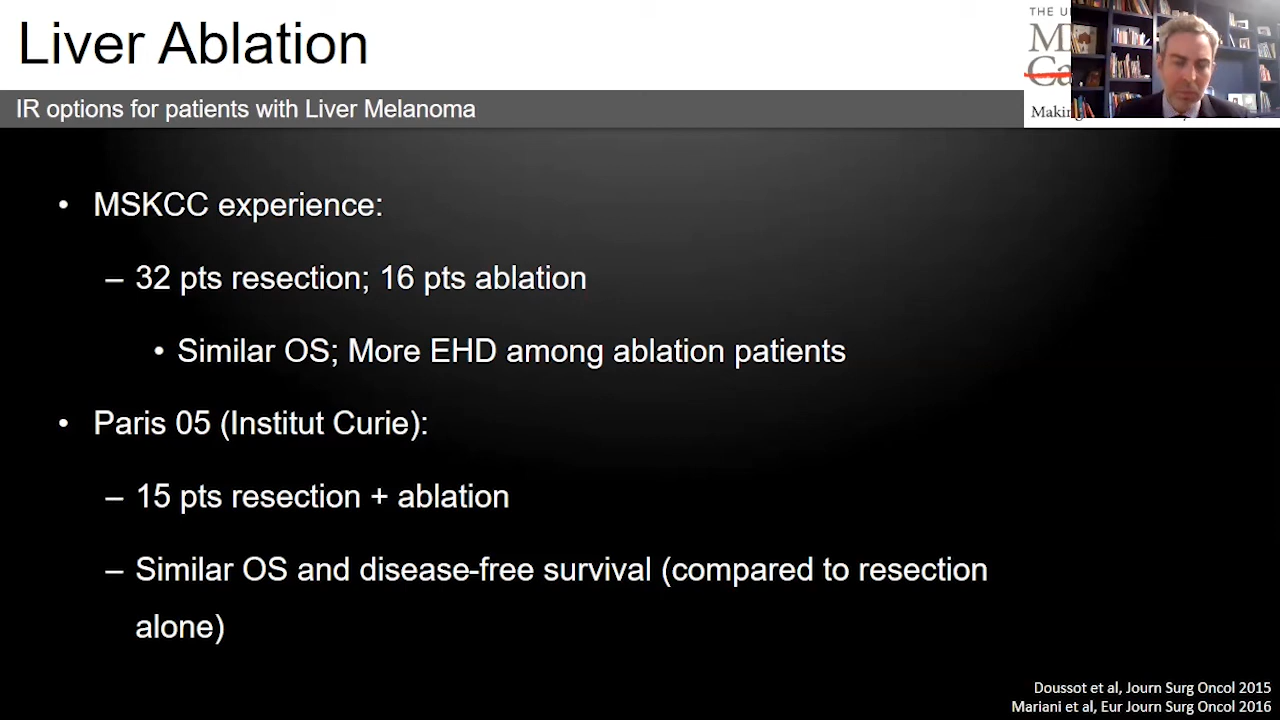 Liver Ablation
THE U
IR options for patients with Liver Melanoma
Making
• MSKCC experience:
– 32 pts resection; 16 pts ablation
• Similar OS; More EHD among ablation patients
• Paris 05 (Institut Curie):
– 15 pts resection + ablation
– Similar OS and disease-free survival (compared to resection
alone)
Doussot et al, Journ Surg Oncol 2015
Mariani et al, Eur Journ Surg Oncol 2016